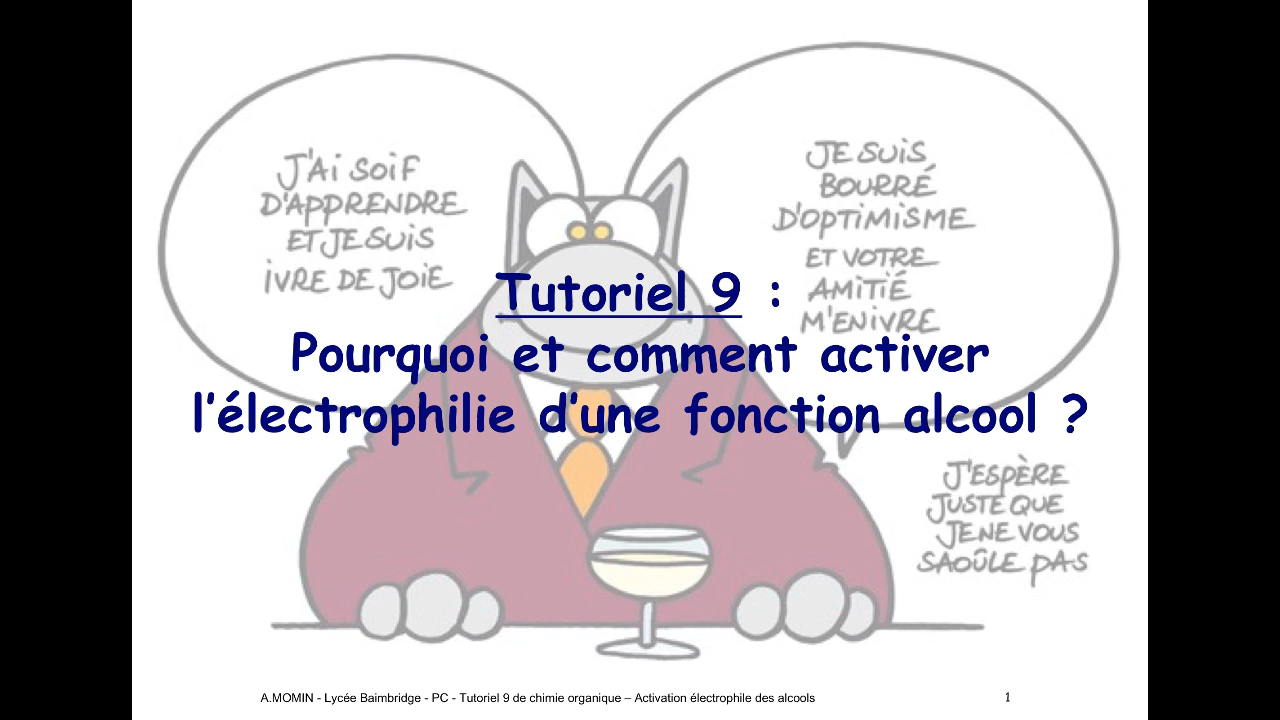 J'AI SOIF
D'APPRENDRE
ET JE SUIS
IVRE DE JOIE
JE SUIS
BOURRÉ
D'OPTIMISME
ET VOTRE
AMITIÉ
M'ENIVRE
Tutoriel 9 :
Pourquoi et comment activer
l'électrophilie d'une fonction alcool ?
J'ESPÈRE
JUSTE QUE
JE NE VOUS
SAOÛLE PAS
A.MOMIN - Lycée Baimbridge - PC - Tutoriel 9 de chimie organique – Activation électrophile des alcools
1